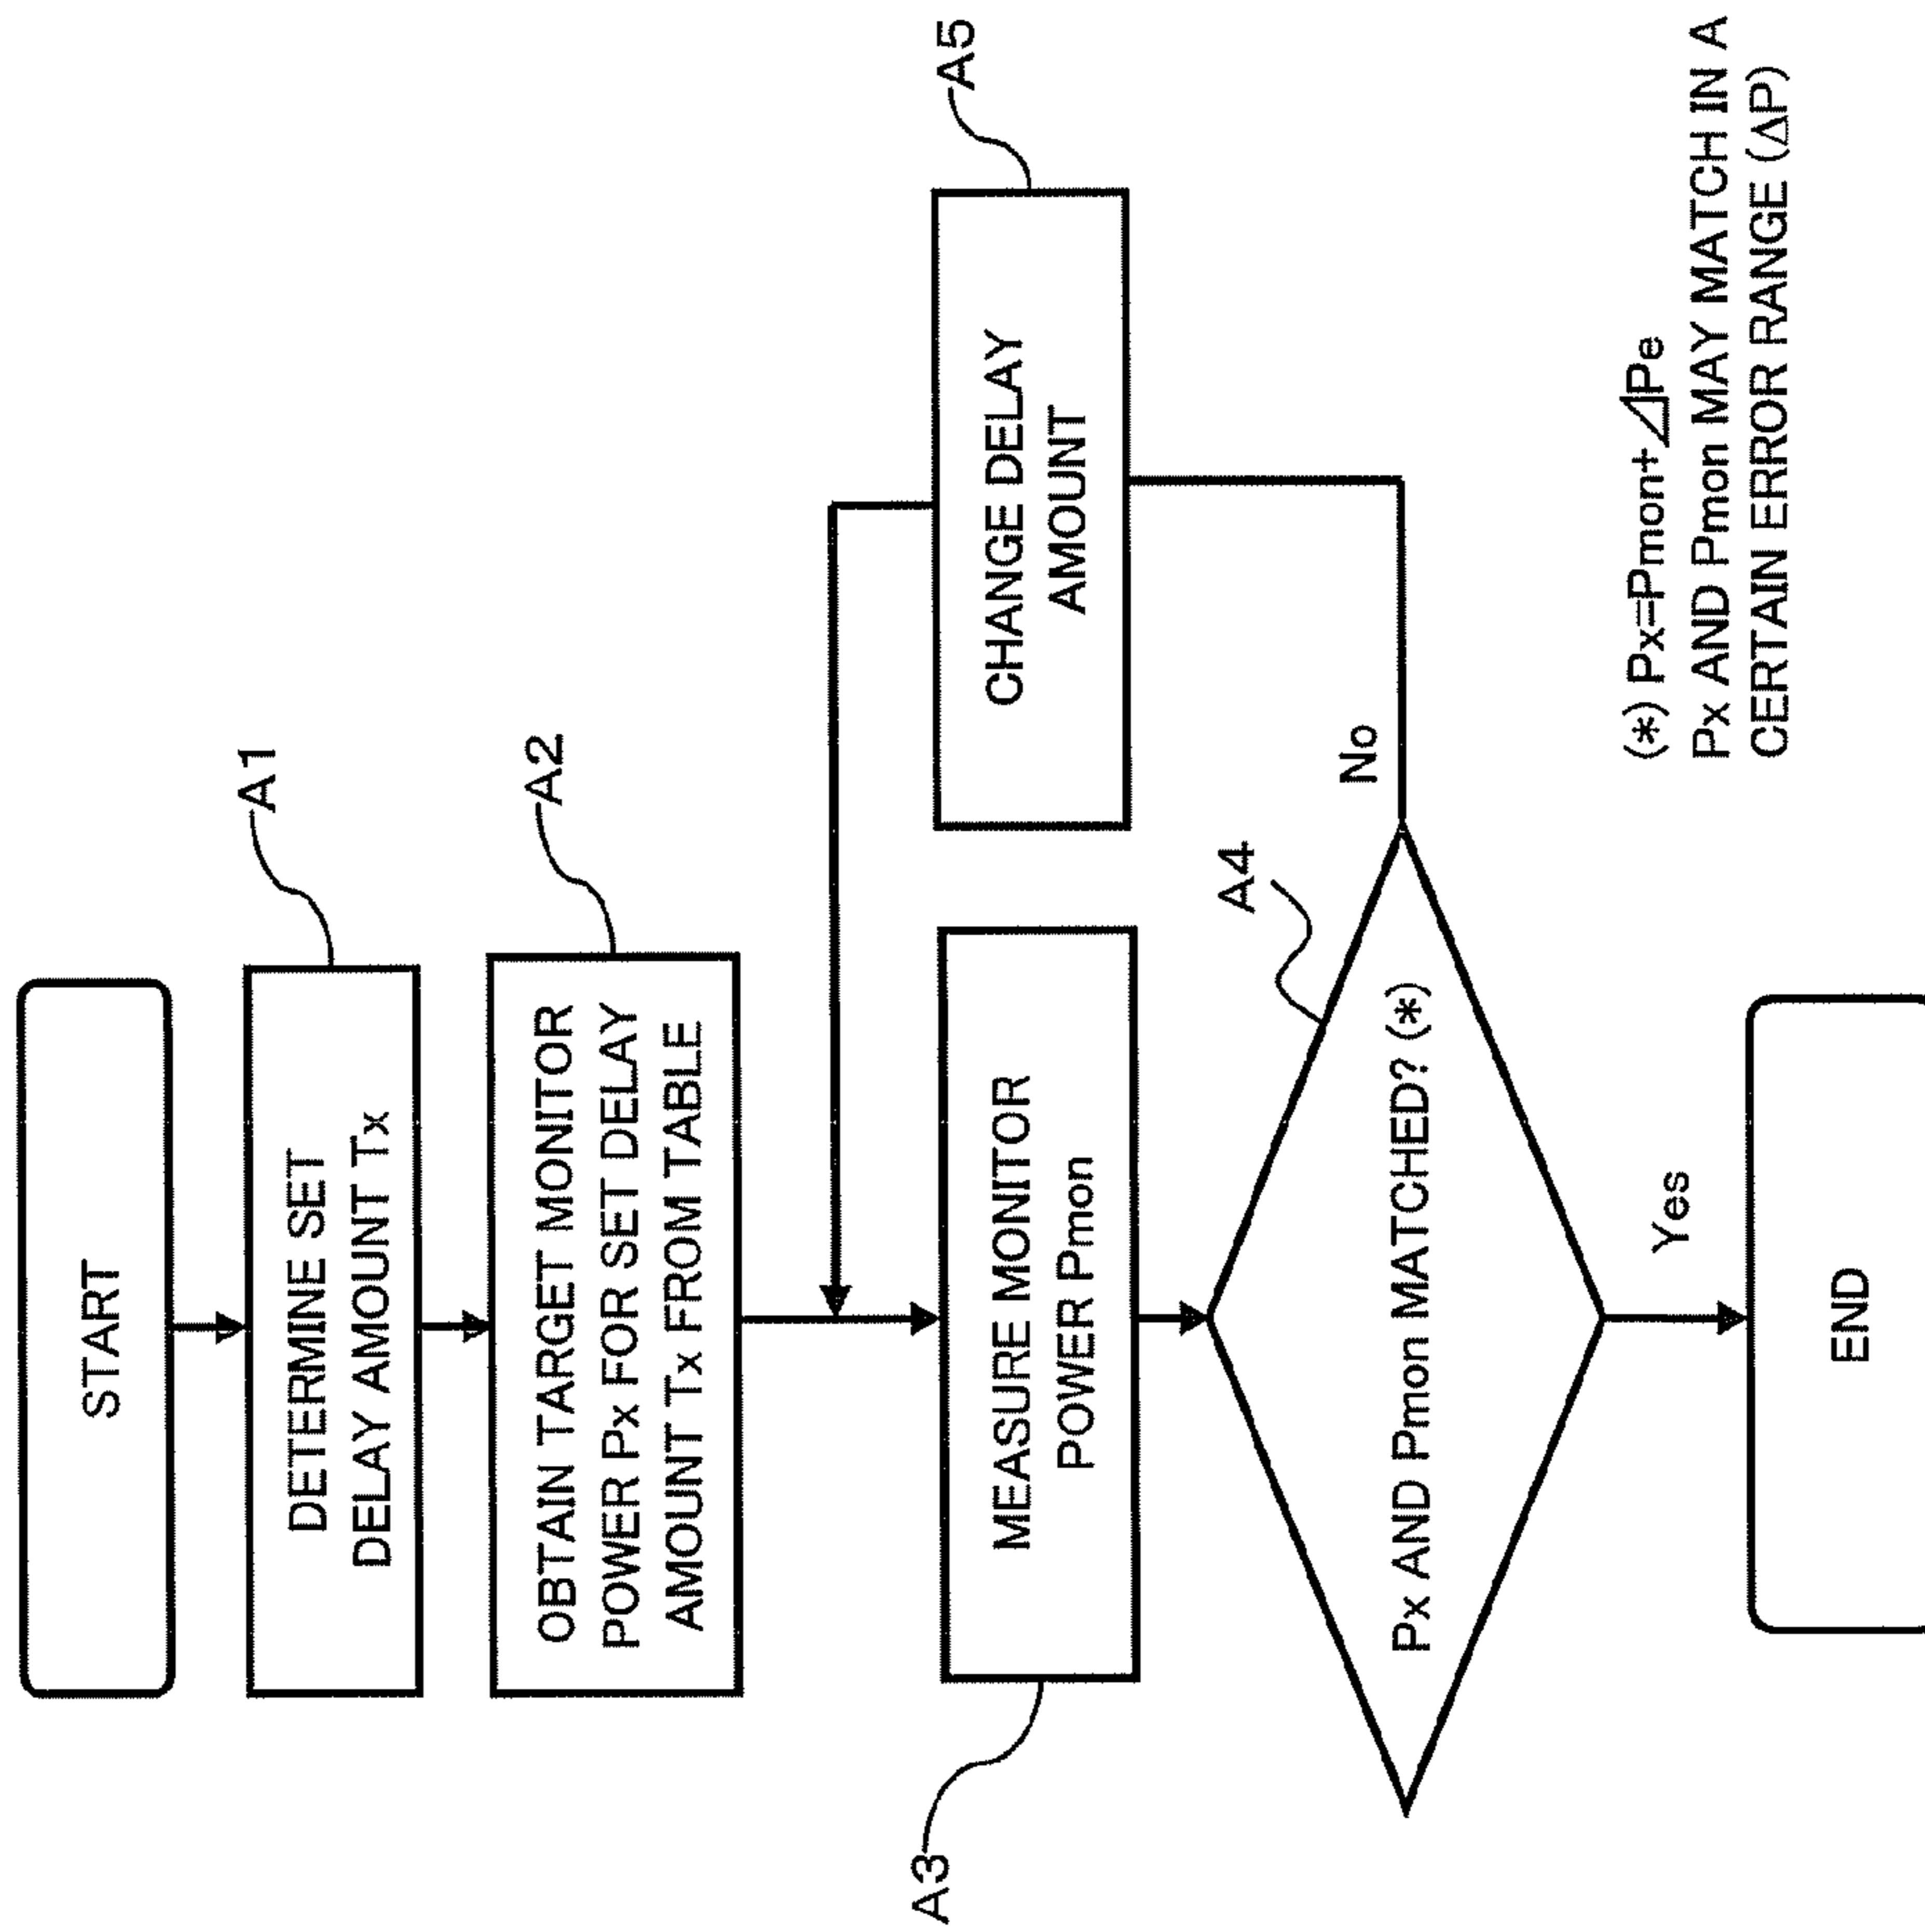 START
A1
DETERMINE SET
DELAY AMOUNT Tx
A2
OBTAIN TARGET MONITOR
POWER Px FOR SET DELAY
AMOUNT Tx FROM TABLE
A3
MEASURE MONITOR
POWER Pmon
A5
CHANGE DELAY
AMOUNT
A4
Px AND Pmon MATCHED? (*)
No
Yes
END
(*) Px=Pmon+⊿Pe
Px AND Pmon MAY MATCH IN A
CERTAIN ERROR RANGE (ΔP)